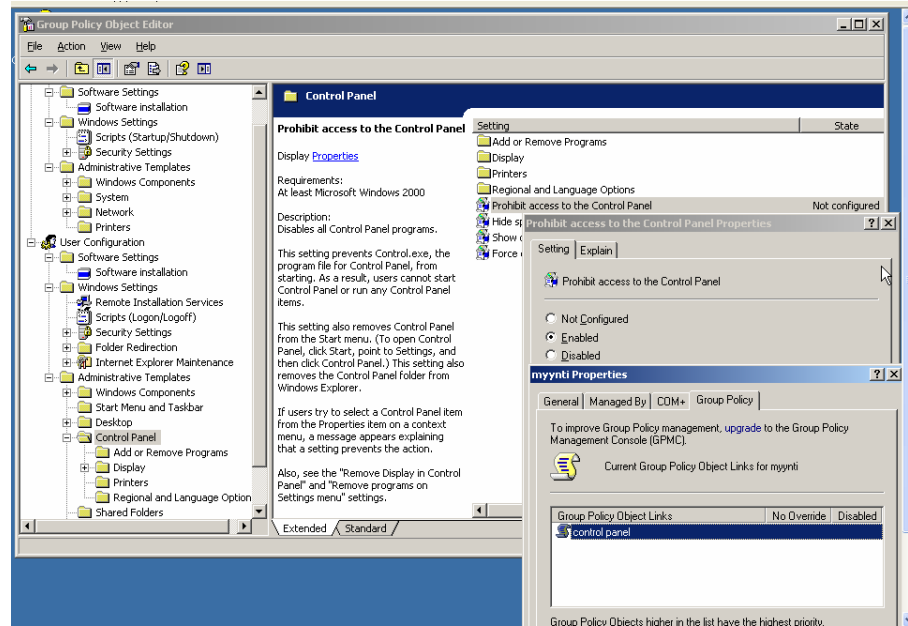 Group Policy Object Editor
File Action View Help
Software Settings
Software installation
Windows Settings
Scripts (Startup/Shutdown)
Security Settings
Administrative Templates
Windows Components
System
Network
Printers
User Configuration
Software Settings
Software installation
Windows Settings
Remote Installation Services
Scripts (Logon/Logoff)
Security Settings
Folder Redirection
Internet Explorer Maintenance
Administrative Templates
Windows Components
Start Menu and Taskbar
Desktop
Control Panel
Add or Remove Programs
Display
Printers
Regional and Language Option
Shared Folders
Control Panel
Prohibit access to the Control Panel
Display Properties
Requirements:
At least Microsoft Windows 2000
Description:
Disables all Control Panel programs.
This setting prevents Control.exe, the
program file for Control Panel, from
starting. As a result, users cannot start
Control Panel or run any Control Panel
items.
This setting also removes Control Panel
from the Start menu. (To open Control
Panel, click Start, point to Settings, and
then click Control Panel.) This setting also
removes the Control Panel folder from
Windows Explorer.
If users try to select a Control Panel item
from the Properties item on a context
menu, a message appears explaining
that a setting prevents the action.
Also, see the "Remove Display in Control
Panel" and "Remove programs on
Settings menu" settings.
Extended Standard
Setting State
Add or Remove Programs
Display
Printers
Regional and Language Options
Prohibit access to the Control Panel Not configured
Hide sp
Show
Force
Prohibit access to the Control Panel Properties
Setting Explain
Prohibit access to the Control Panel
Not Configured
Enabled
Disabled
myynti Properties
General Managed By COM+ Group Policy
To improve Group Policy management, upgrade to the Group Policy
Management Console (GPMC).
Current Group Policy Object Links for myynti
Group Policy Object Links No Override Disabled
control panel
Group Policy Objects higher in the list have the highest priority.